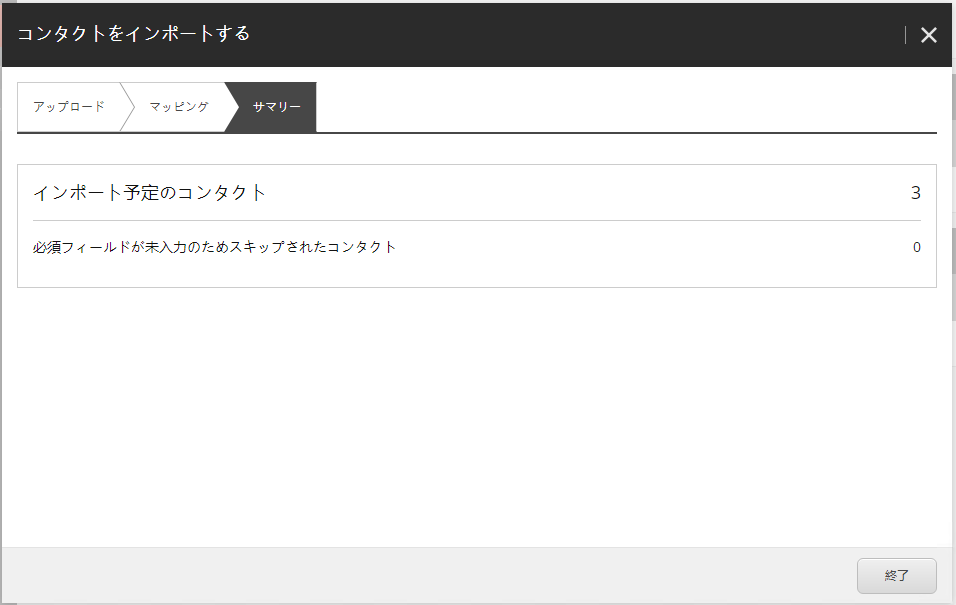 コンタクトをインポートする
アップロード マッピング サマリー
インポート予定のコンタクト 3
必須フィールドが未入力のためスキップされたコンタクト 0
終了